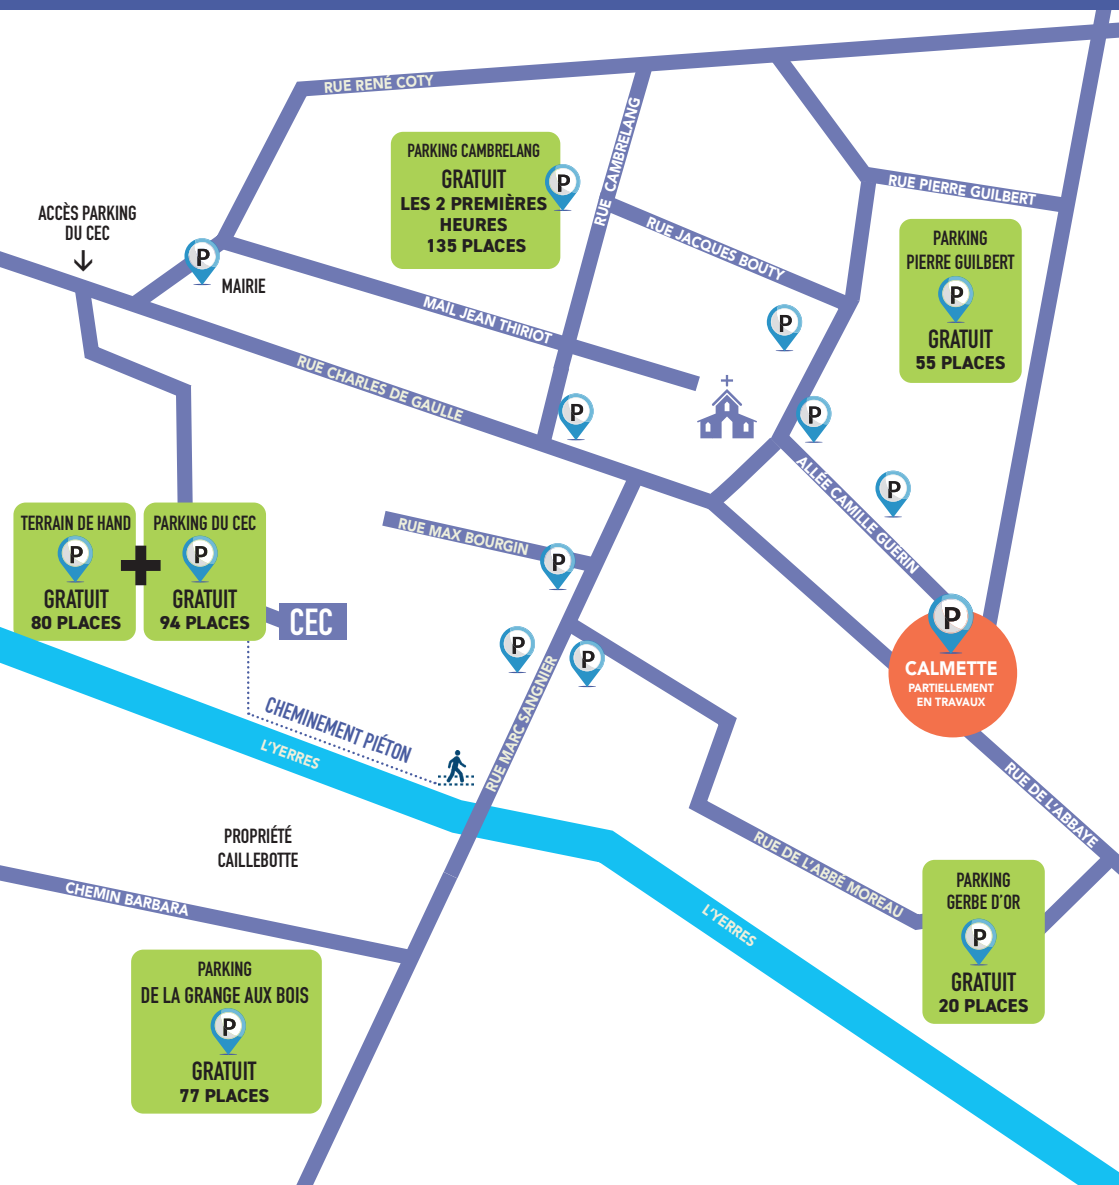 RUE RENÉ COTY
PARKING CAMBRELANG
GRATUIT
LES 2 PREMIÈRES
HEURES
135 PLACES
P
RUE CAMBRELANG
RUE PIERRE GUILBERT
ACCÈS PARKING
DU CEC
P
MAIRIE
RUE JACQUES BOUTY
PARKING
PIERRE GUILBERT
P
GRATUIT
55 PLACES
MAIL JEAN THIRIOT
P
RUE CHARLES DE GAULLE
P
P
ALLÉE CAMILLE GUÉRIN
P
TERRAIN DE HAND
P
GRATUIT
80 PLACES
PARKING DU CEC
P
GRATUIT
94 PLACES
CEC
RUE MAX BOURGIN
P
P
P
P
CALMETTE
PARTIELLEMENT
EN TRAVAUX
CHEMINEMENT PIÉTON
L'YERRES
RUE MARC SANGNIER
RUE DE L'ABBAYE
PROPRIÉTÉ
CAILLEBOTTE
RUE DE L'ABBÉ MOREAU
CHEMIN BARBARA
L'YERRES
PARKING
GERBE D'OR
P
GRATUIT
20 PLACES
PARKING
DE LA GRANGE AUX BOIS
P
GRATUIT
77 PLACES